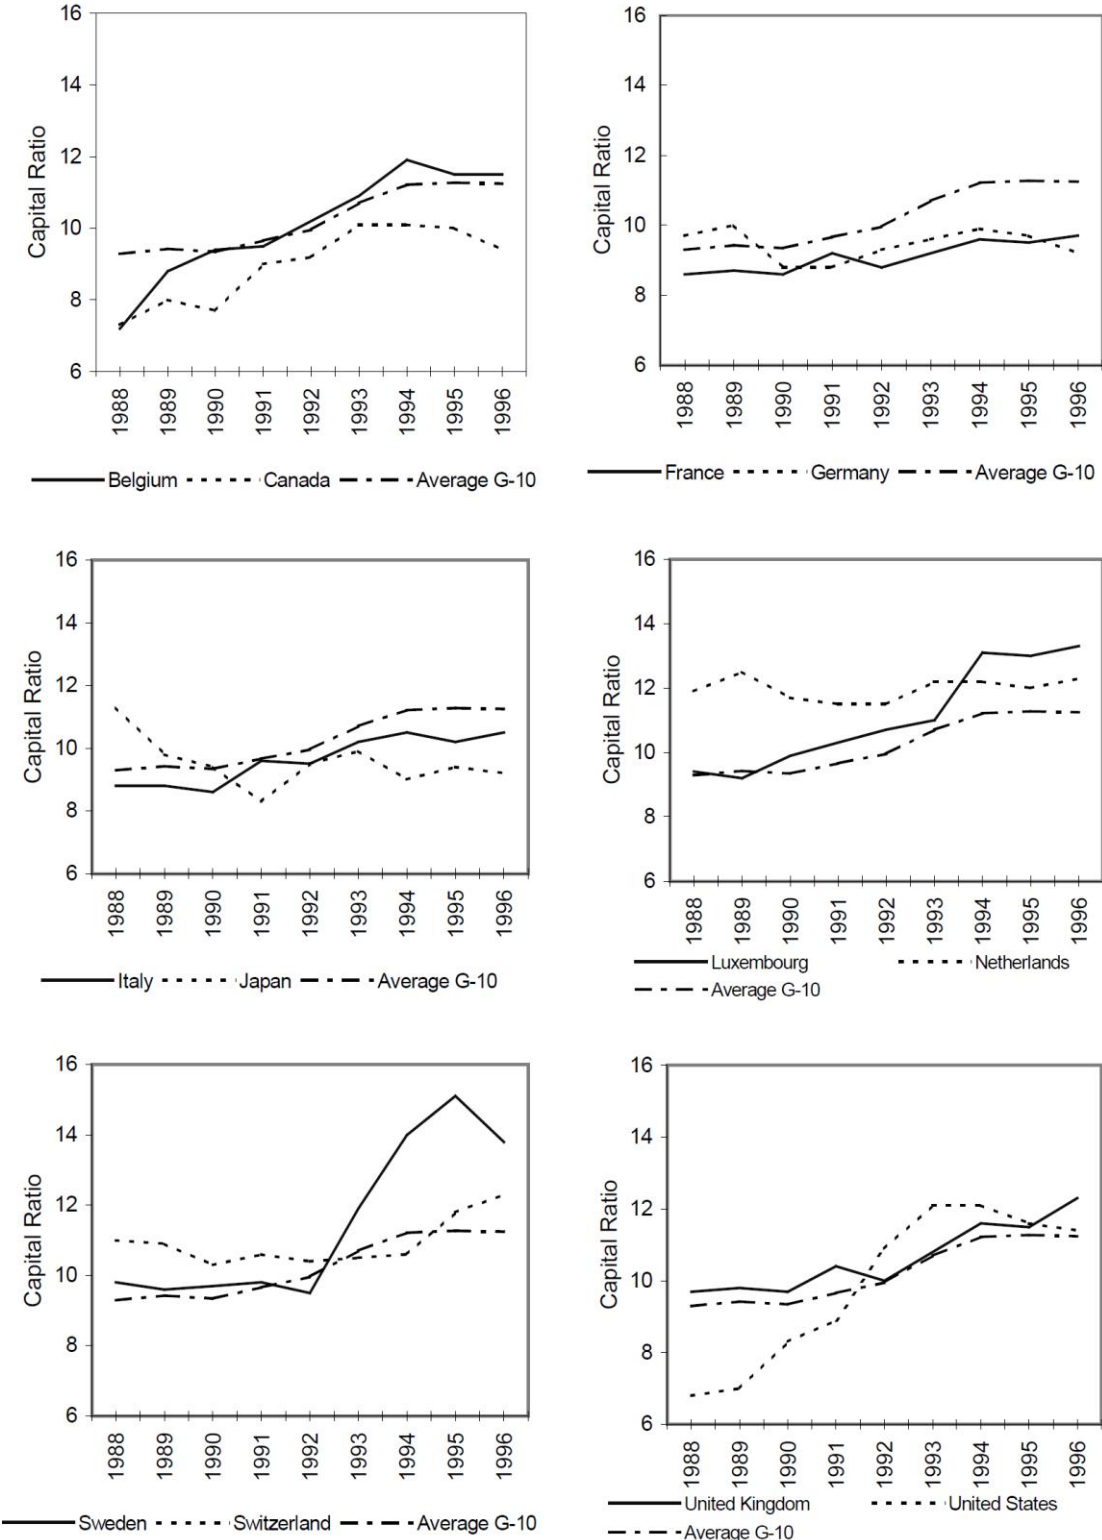 Capital Ratio
16
14
12
10
8
6
1988 1989 1990 1991 1992 1993 1994 1995 1996
Belgium Canada Average G-10
Capital Ratio
16
14
12
10
8
6
1988 1989 1990 1991 1992 1993 1994 1995 1996
France Germany Average G-10
Capital Ratio
16
14
12
10
8
6
1988 1989 1990 1991 1992 1993 1994 1995 1996
Italy Japan Average G-10
Capital Ratio
16
14
12
10
8
6
1988 1989 1990 1991 1992 1993 1994 1995 1996
Luxembourg Netherlands
Average G-10
Capital Ratio
16
14
12
10
8
6
1988 1989 1990 1991 1992 1993 1994 1995 1996
Sweden Switzerland Average G-10
Capital Ratio
16
14
12
10
8
6
1988 1989 1990 1991 1992 1993 1994 1995 1996
United Kingdom United States
Average G-10